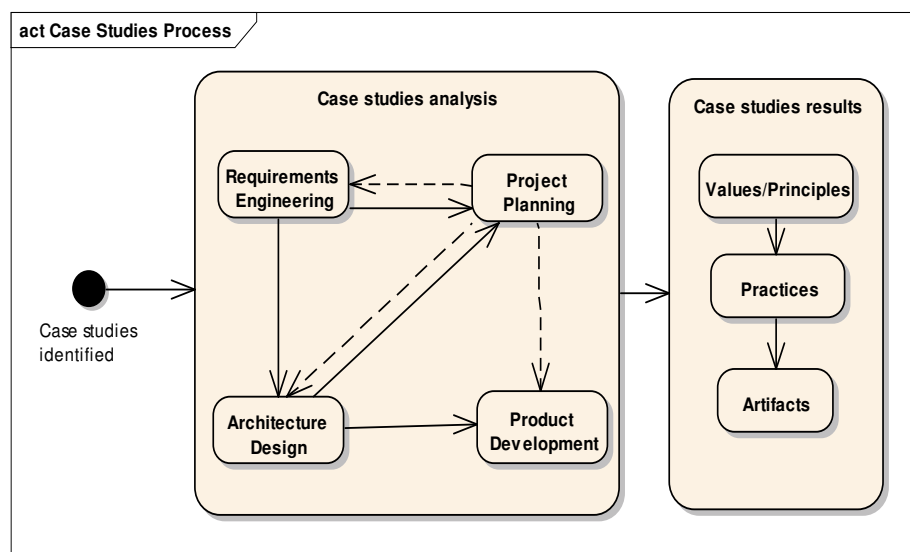 act Case Studies Process
Case studies analysis
Case studies results
Requirements
Engineering
Project
Planning
Values/Principles
Practices
Case studies
identified
Architecture
Design
Product
Development
Artifacts